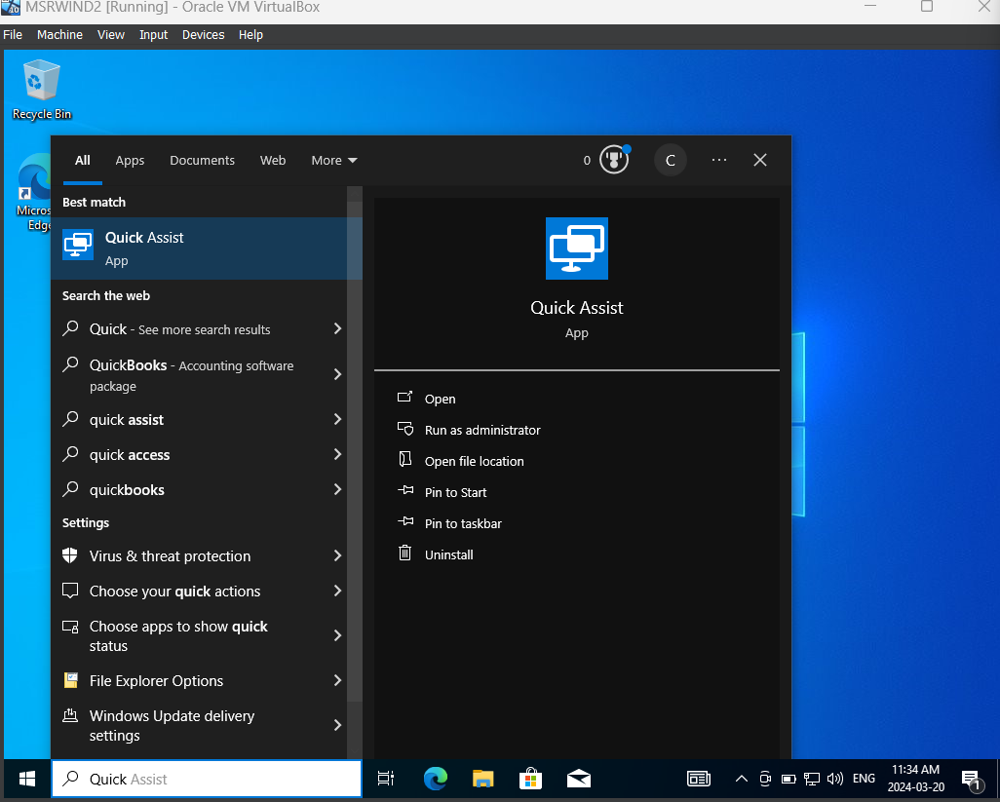 MSRWIND2 [Running] - Oracle VM VirtualBox
File Machine View Input Devices Help
Recycle Bin
Micros
Edge
All Apps Documents Web More 0 C
Best match
Quick Assist
App
Search the web
Quick - See more search results
QuickBooks - Accounting software
package
quick assist
quick access
quickbooks
Settings
Virus & threat protection
Choose your quick actions
Choose apps to show quick
status
File Explorer Options
Windows Update delivery
settings
Quick Assist
App
Open
Run as administrator
Open file location
Pin to Start
Pin to taskbar
Uninstall
Quick Assist
ENG
11:34 AM
2024-03-20
1